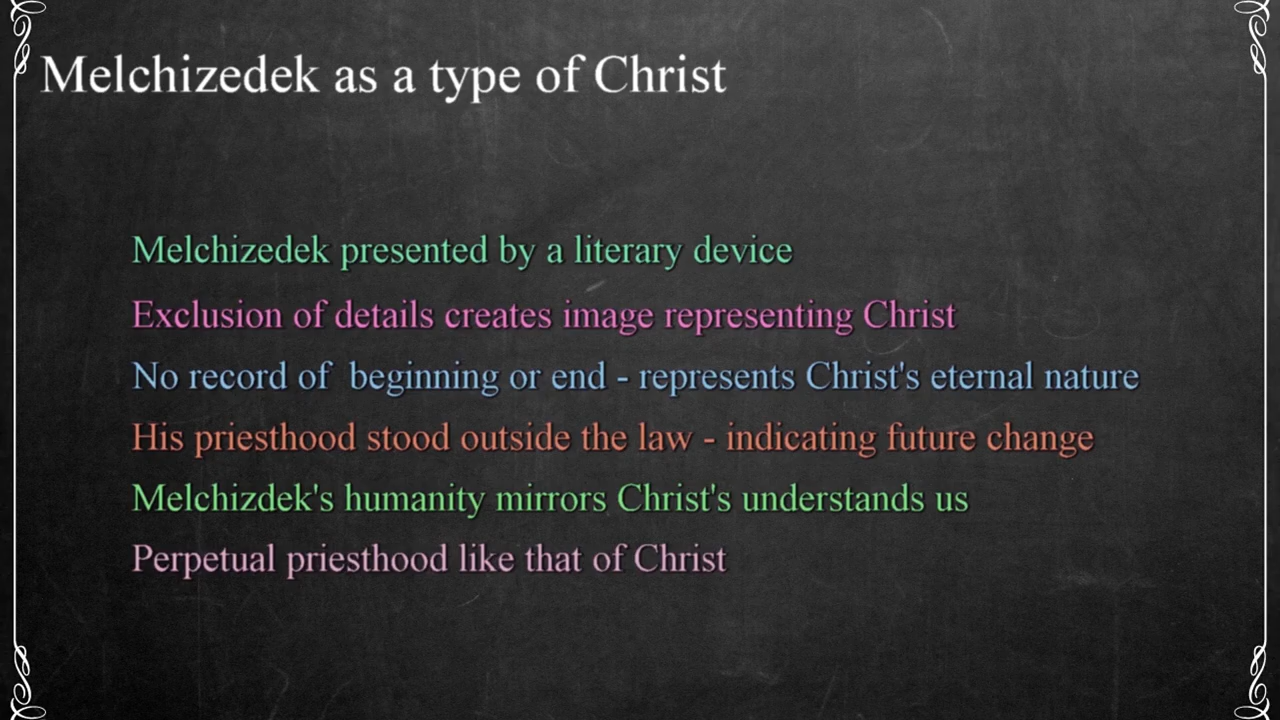 Melchizedek as a type of Christ
Melchizedek presented by a literary device
Exclusion of details creates image representing Christ
No record of  beginning or end - represents Christ's eternal nature
His priesthood stood outside the law - indicating future change
Melchizdek's humanity mirrors Christ's understands us
Perpetual priesthood like that of Christ